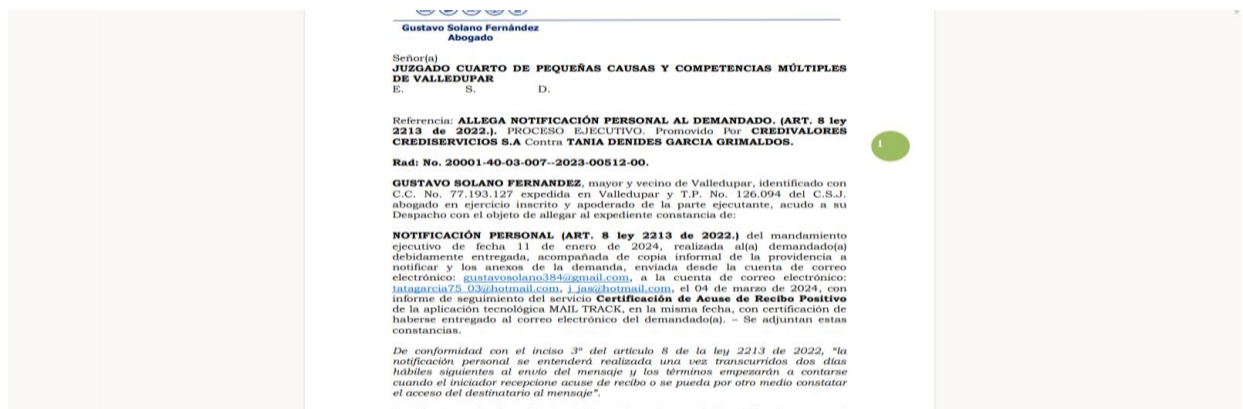 Gustavo Solano Fernández
Abogado
Señor(a)
JUZGADO CUARTO DE PEQUEÑAS CAUSAS Y COMPETENCIAS MÚLTIPLES
DE VALLEDUPAR
E. S. D.
Referencia: ALLEGA NOTIFICACIÓN PERSONAL AL DEMANDADO. (ART. 8 ley
2213 de 2022.). PROCESO EJECUTIVO. Promovido Por CREDIVALORES
CREDISERVICIOS S.A Contra TANIA DENIDES GARCIA GRIMALDOS.
1
Rad: No. 20001-40-03-007--2023-00512-00.
GUSTAVO SOLANO FERNANDEZ, mayor y vecino de Valledupar, identificado con
C.C. No. 77.193.127 expedida en Valledupar y T.P. No. 126.094 del C.S.J.
abogado en ejercicio inscrito y apoderado de la parte ejecutante, acudo a su
Despacho con el objeto de allegar al expediente constancia de:
NOTIFICACIÓN PERSONAL (ART. 8 ley 2213 de 2022.) del mandamiento
ejecutivo de fecha 11 de enero de 2024, realizada al(a) demandado(a)
debidamente entregada, acompañada de copia informal de la providencia a
notificar y los anexos de la demanda, enviada desde la cuenta de correo
electrónico: gustavosolano384@gmail.com, a la cuenta de correo electrónico:
tatagarcia75_03@hotmail.com, j_jas@hotmail.com, el 04 de marzo de 2024, con
informe de seguimiento del servicio Certificación de Acuse de Recibo Positivo
de la aplicación tecnológica MAIL TRACK, en la misma fecha, con certificación de
haberse entregado al correo electrónico del demandado(a). – Se adjuntan estas
constancias.
De conformidad con el inciso 3° del artículo 8 de la ley 2213 de 2022, "la
notificación personal se entenderá realizada una vez transcurridos dos días
hábiles siguientes al envío del mensaje y los términos empezarán a contarse
cuando el iniciador recepcione acuse de recibo o se pueda por otro medio constatar
el acceso del destinatario al mensaje".